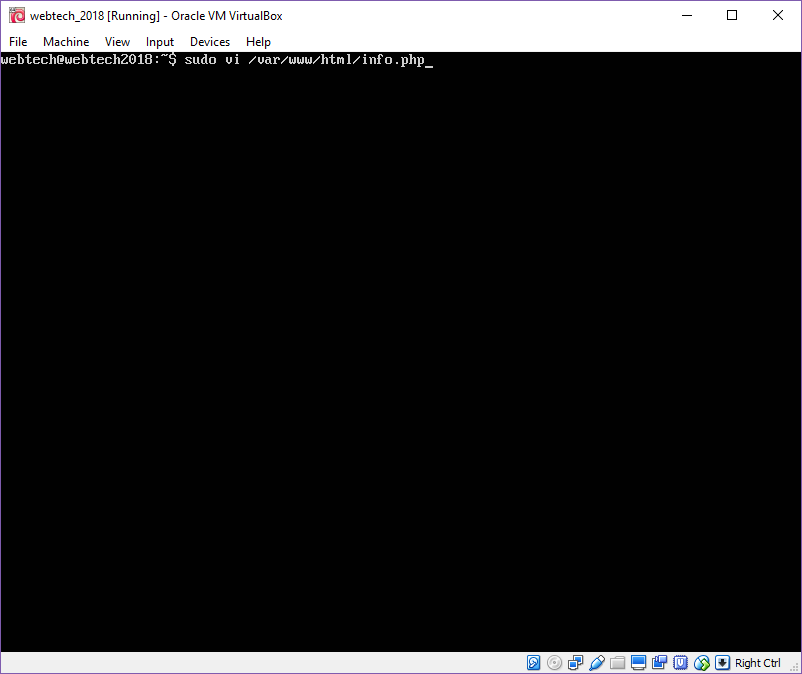 webtech_2018 [Running] - Oracle VM VirtualBox
File Machine View Input Devices Help
webtech@webtech2018:~$ sudo vi /var/www/html/info.php_
Right Ctrl